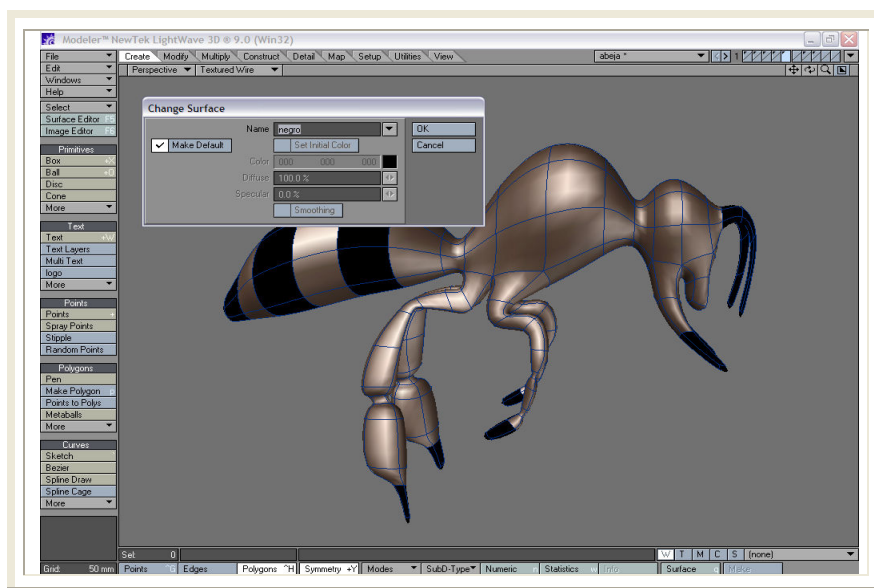 Modeler™ NewTek LightWave 3D ® 9.0 (Win32)
File Create Modify Multiply Construct Detail Map Setup Utilities View abeja * 1
Edit Perspective Textured Wire
Windows
Help
Select
Surface Editor F5
Image Editor F6
Primitives
Box +X
Ball +O
Disc
Cone
More
Text
Text +W
Text Layers
Multi Text
logo
More
Points
Points +
Spray Points
Stipple
Random Points
Polygons
Pen
Make Polygon p
Points to Polys
Metaballs
More
Curves
Sketch
Bezier
Spline Draw
Spline Cage
More
Change Surface
Name negro OK
Make Default Set Initial Color Cancel
Color 000 000 000
Diffuse 100.0 %
Specular 0.0 %
Smoothing
Sel: 0 W T M C S (none)
Grid: 50 mm Points ^G Edges Polygons ^H Symmetry +Y Modes SubD-Type Numeric n Statistics w Info Surface q Make